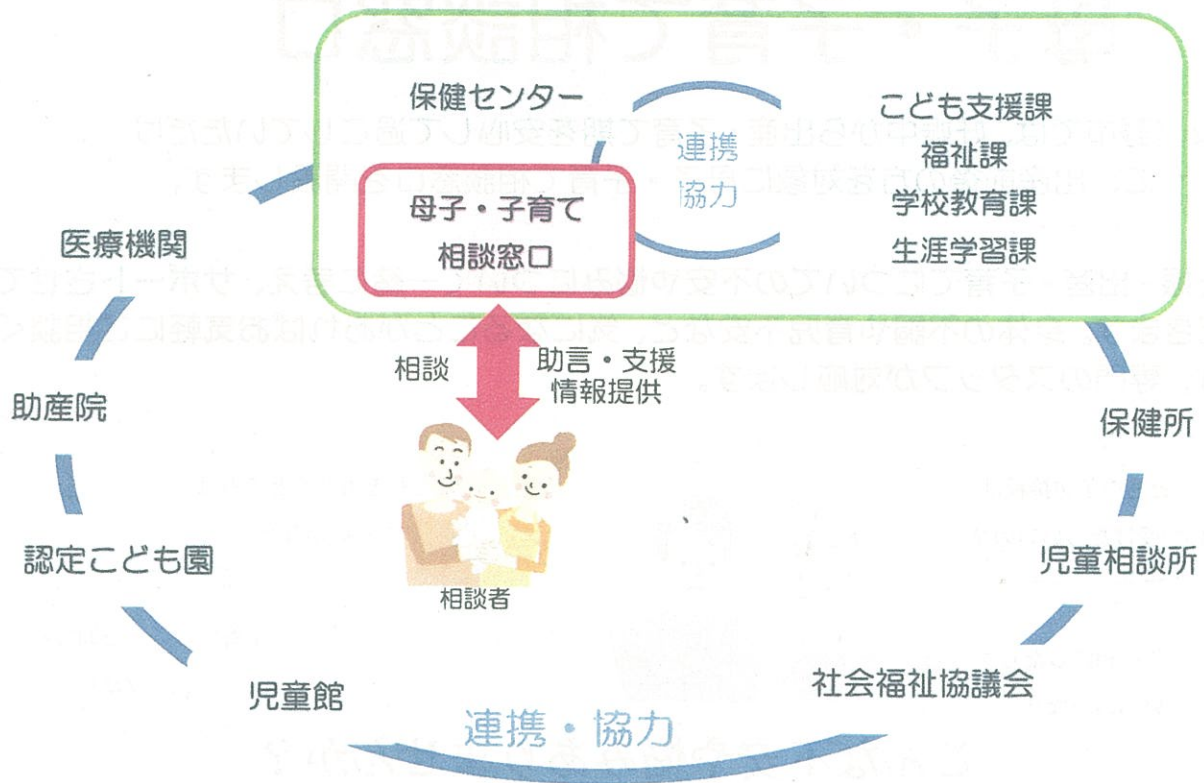 保健センター
母子・子育て
相談窓口
連携
協力
こども支援課
福祉課
学校教育課
生涯学習課
医療機関
助産院
認定こども園
児童館
連携・協力
社会福祉協議会
児童相談所
保健所
相談
助言・支援
情報提供
相談者